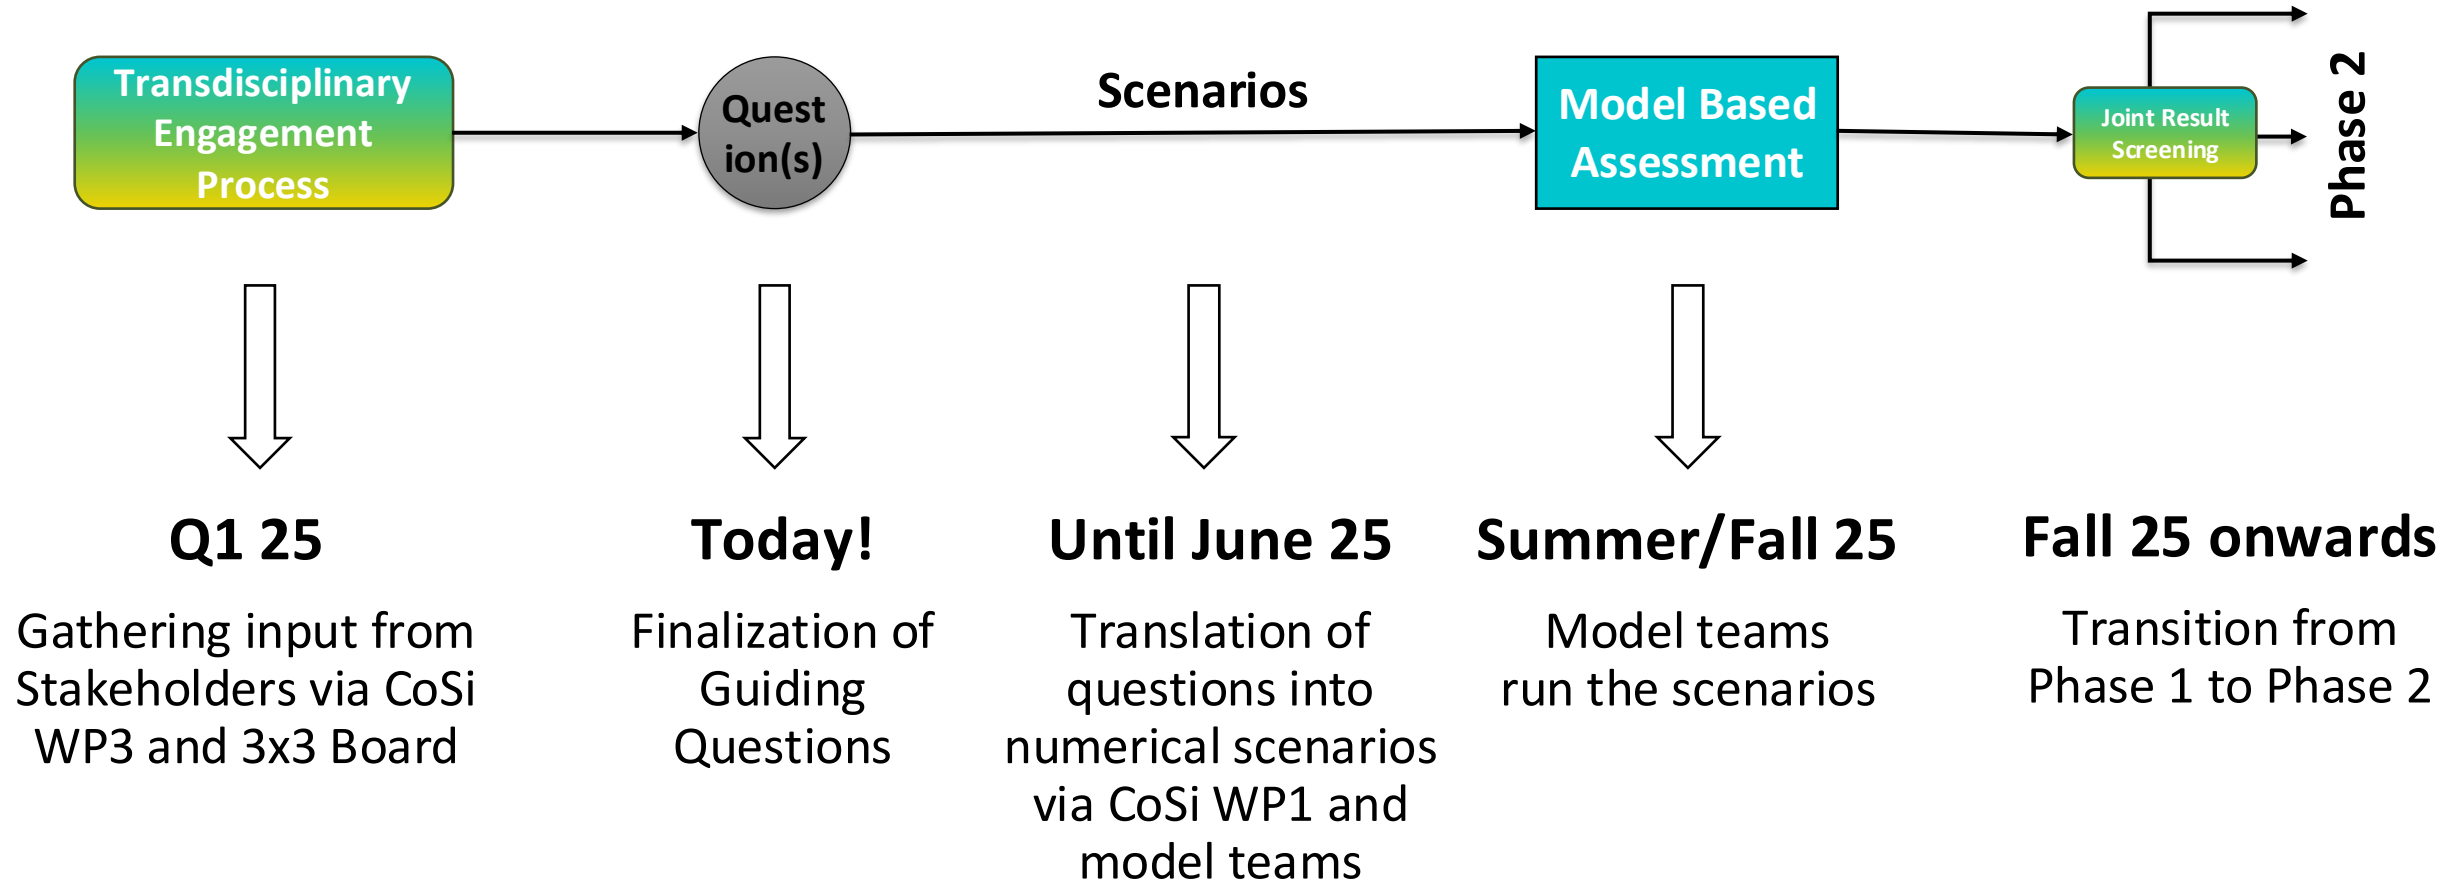 Transdisciplinary
Engagement
Process
Quest
ion(s)
Scenarios
Model Based
Assessment
Joint Result
Screening
Phase 2
Q1 25
Gathering input from
Stakeholders via CoSi
WP3 and 3x3 Board
Today!
Finalization of
Guiding
Questions
Until June 25
Translation of
questions into
numerical scenarios
via CoSi WP1 and
model teams
Summer/Fall 25
Model teams
run the scenarios
Fall 25 onwards
Transition from
Phase 1 to Phase 2